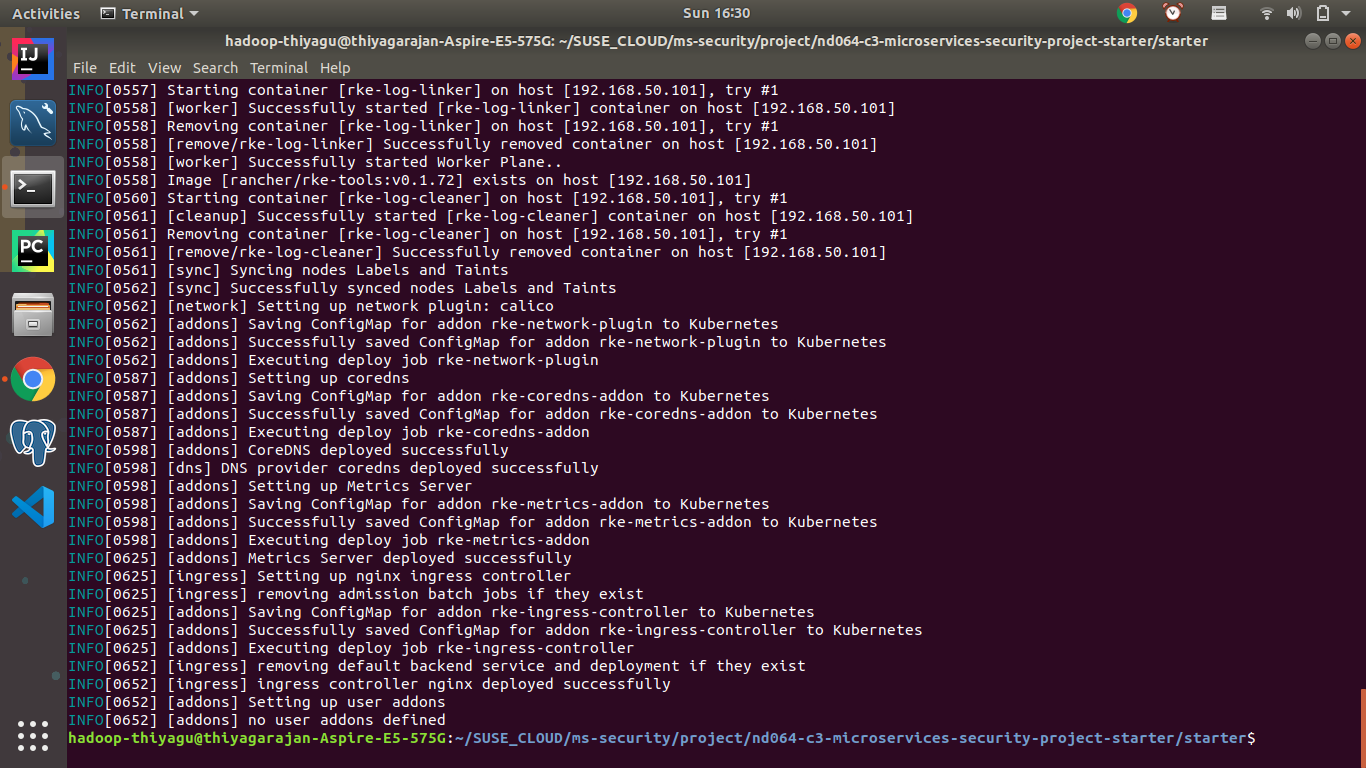 Activities Terminal Sun 16:30
hadoop-thiyagu@thiyagarajan-Aspire-E5-575G: ~/SUSE_CLOUD/ms-security/project/nd064-c3-microservices-security-project-starter/starter
File Edit View Search Terminal Help
INFO[0557] Starting container [rke-log-linker] on host [192.168.50.101], try #1
INFO[0558] [worker] Successfully started [rke-log-linker] container on host [192.168.50.101]
INFO[0558] Removing container [rke-log-linker] on host [192.168.50.101], try #1
INFO[0558] [remove/rke-log-linker] Successfully removed container on host [192.168.50.101]
INFO[0558] [worker] Successfully started Worker Plane..
INFO[0558] Image [rancher/rke-tools:v0.1.72] exists on host [192.168.50.101]
INFO[0560] Starting container [rke-log-cleaner] on host [192.168.50.101], try #1
INFO[0561] [cleanup] Successfully started [rke-log-cleaner] container on host [192.168.50.101]
INFO[0561] Removing container [rke-log-cleaner] on host [192.168.50.101], try #1
INFO[0561] [remove/rke-log-cleaner] Successfully removed container on host [192.168.50.101]
INFO[0561] [sync] Syncing nodes Labels and Taints
INFO[0562] [sync] Successfully synced nodes Labels and Taints
INFO[0562] [network] Setting up network plugin: calico
INFO[0562] [addons] Saving ConfigMap for addon rke-network-plugin to Kubernetes
INFO[0562] [addons] Successfully saved ConfigMap for addon rke-network-plugin to Kubernetes
INFO[0562] [addons] Executing deploy job rke-network-plugin
INFO[0587] [addons] Setting up coredns
INFO[0587] [addons] Saving ConfigMap for addon rke-coredns-addon to Kubernetes
INFO[0587] [addons] Successfully saved ConfigMap for addon rke-coredns-addon to Kubernetes
INFO[0587] [addons] Executing deploy job rke-coredns-addon
INFO[0598] [addons] CoreDNS deployed successfully
INFO[0598] [dns] DNS provider coredns deployed successfully
INFO[0598] [addons] Setting up Metrics Server
INFO[0598] [addons] Saving ConfigMap for addon rke-metrics-addon to Kubernetes
INFO[0598] [addons] Successfully saved ConfigMap for addon rke-metrics-addon to Kubernetes
INFO[0598] [addons] Executing deploy job rke-metrics-addon
INFO[0625] [addons] Metrics Server deployed successfully
INFO[0625] [ingress] Setting up nginx ingress controller
INFO[0625] [ingress] removing admission batch jobs if they exist
INFO[0625] [addons] Saving ConfigMap for addon rke-ingress-controller to Kubernetes
INFO[0625] [addons] Successfully saved ConfigMap for addon rke-ingress-controller to Kubernetes
INFO[0625] [addons] Executing deploy job rke-ingress-controller
INFO[0652] [ingress] removing default backend service and deployment if they exist
INFO[0652] [ingress] ingress controller nginx deployed successfully
INFO[0652] [addons] Setting up user addons
INFO[0652] [addons] no user addons defined
hadoop-thiyagu@thiyagarajan-Aspire-E5-575G:~/SUSE_CLOUD/ms-security/project/nd064-c3-microservices-security-project-starter/starter$
IJ
PC